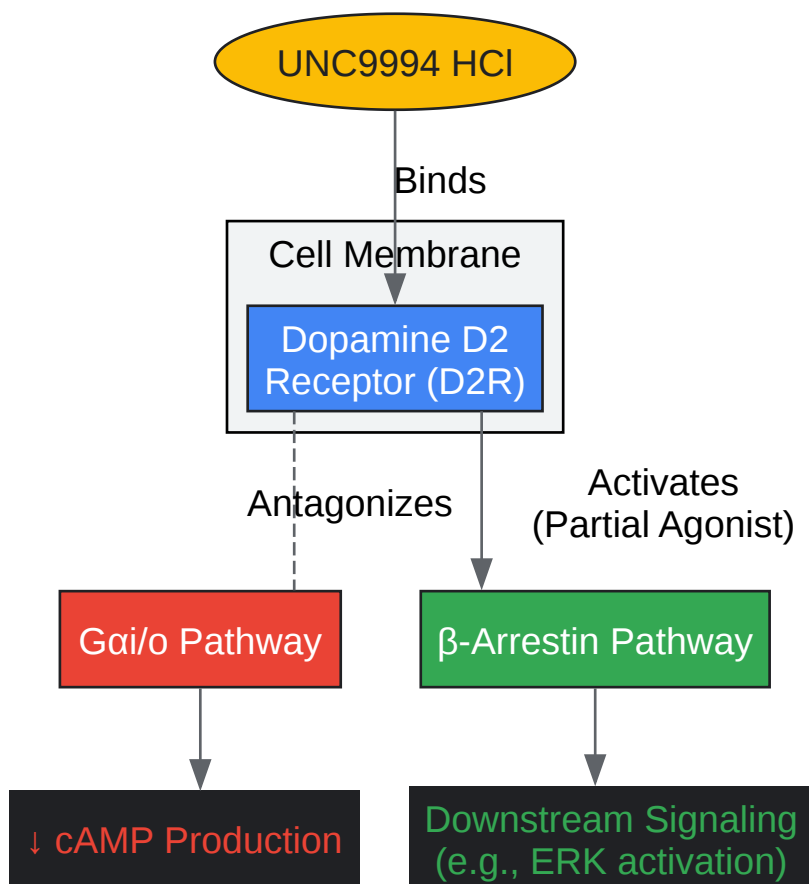 UNC9994 HCl
Binds
Cell Membrane
Dopamine D2
Receptor (D2R)
Antagonizes
Activates
(Partial Agonist)
Gαi/o Pathway
β-Arrestin Pathway
↓ cAMP Production
Downstream Signaling
(e.g., ERK activation)